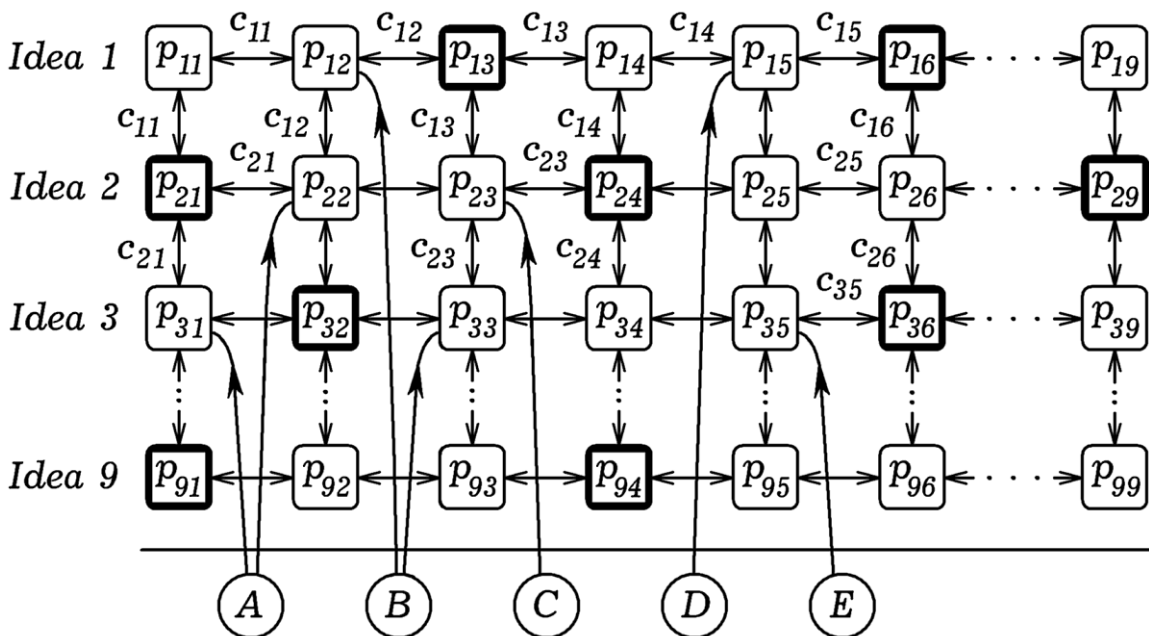 c11 c12 c13 c14 c15
Idea 1 p11 p12 p13 p14 p15 p16 . . . p19
c11 c12 c13 c14 c16
c21 c23 c25
Idea 2 p21 p22 p23 p24 p25 p26 . . . p29
c21 c23 c24 c26
c35
Idea 3 p31 p32 p33 p34 p35 p36 . . . p39
Idea 9 p91 p92 p93 p94 p95 p96 . . . p99
A B C D E